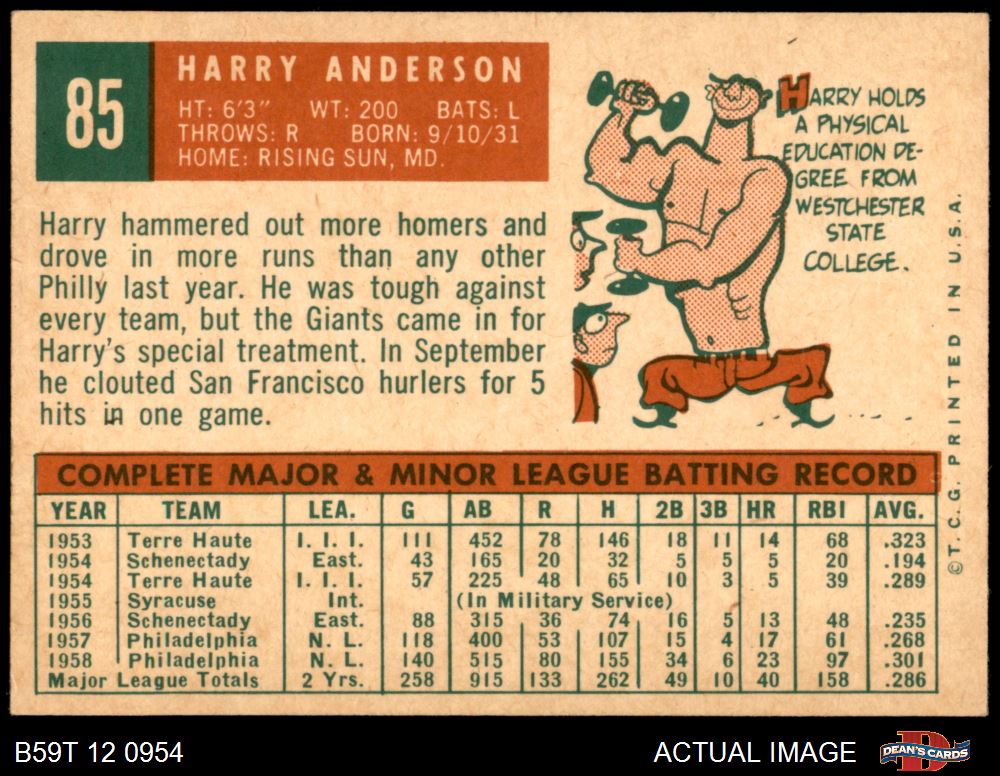 85
HARRY ANDERSON
HT: 6'3" WT: 200 BATS: L
THROWS: R BORN: 9/10/31
HOME: RISING SUN, MD.
HARRY HOLDS
A PHYSICAL
EDUCATION DE-
GREE FROM
WESTCHESTER
STATE
COLLEGE.
Harry hammered out more homers and
drove in more runs than any other
Philly last year. He was tough against
every team, but the Giants came in for
Harry's special treatment. In September
he clouted San Francisco hurlers for 5
hits in one game.
COMPLETE MAJOR & MINOR LEAGUE BATTING RECORD
YEAR TEAM LEA. G AB R H 2B 3B HR RBI AVG.
1953 Terre Haute I. I. I. 111 452 78 146 18 11 14 68 .323
1954 Schenectady East. 43 165 20 32 5 5 5 20 .194
1954 Terre Haute I. I. I. 57 225 48 65 10 3 5 39 .289
1955 Syracuse Int. (In Military Service)
1956 Schenectady East. 88 315 36 74 16 5 13 48 .235
1957 Philadelphia N. L. 118 400 53 107 15 4 17 61 .268
1958 Philadelphia N. L. 140 515 80 155 34 6 23 97 .301
Major League Totals 2 Yrs. 258 915 133 262 49 10 40 158 .286
© T. C. G. PRINTED IN U.S.A.
B59T 12 0954
ACTUAL IMAGE
D
DEAN'S CARDS